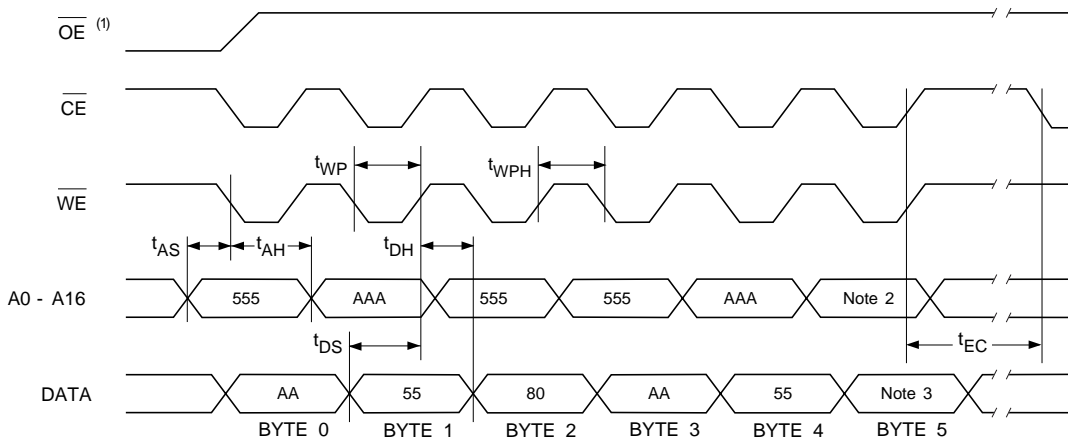 OE (1)
CE
tWP
tWPH
WE
tAS
tAH
tDH
A0 - A16
555
AAA
555
555
AAA
Note 2
tDS
tEC
DATA
AA
55
80
AA
55
Note 3
BYTE 0
BYTE 1
BYTE 2
BYTE 3
BYTE 4
BYTE 5